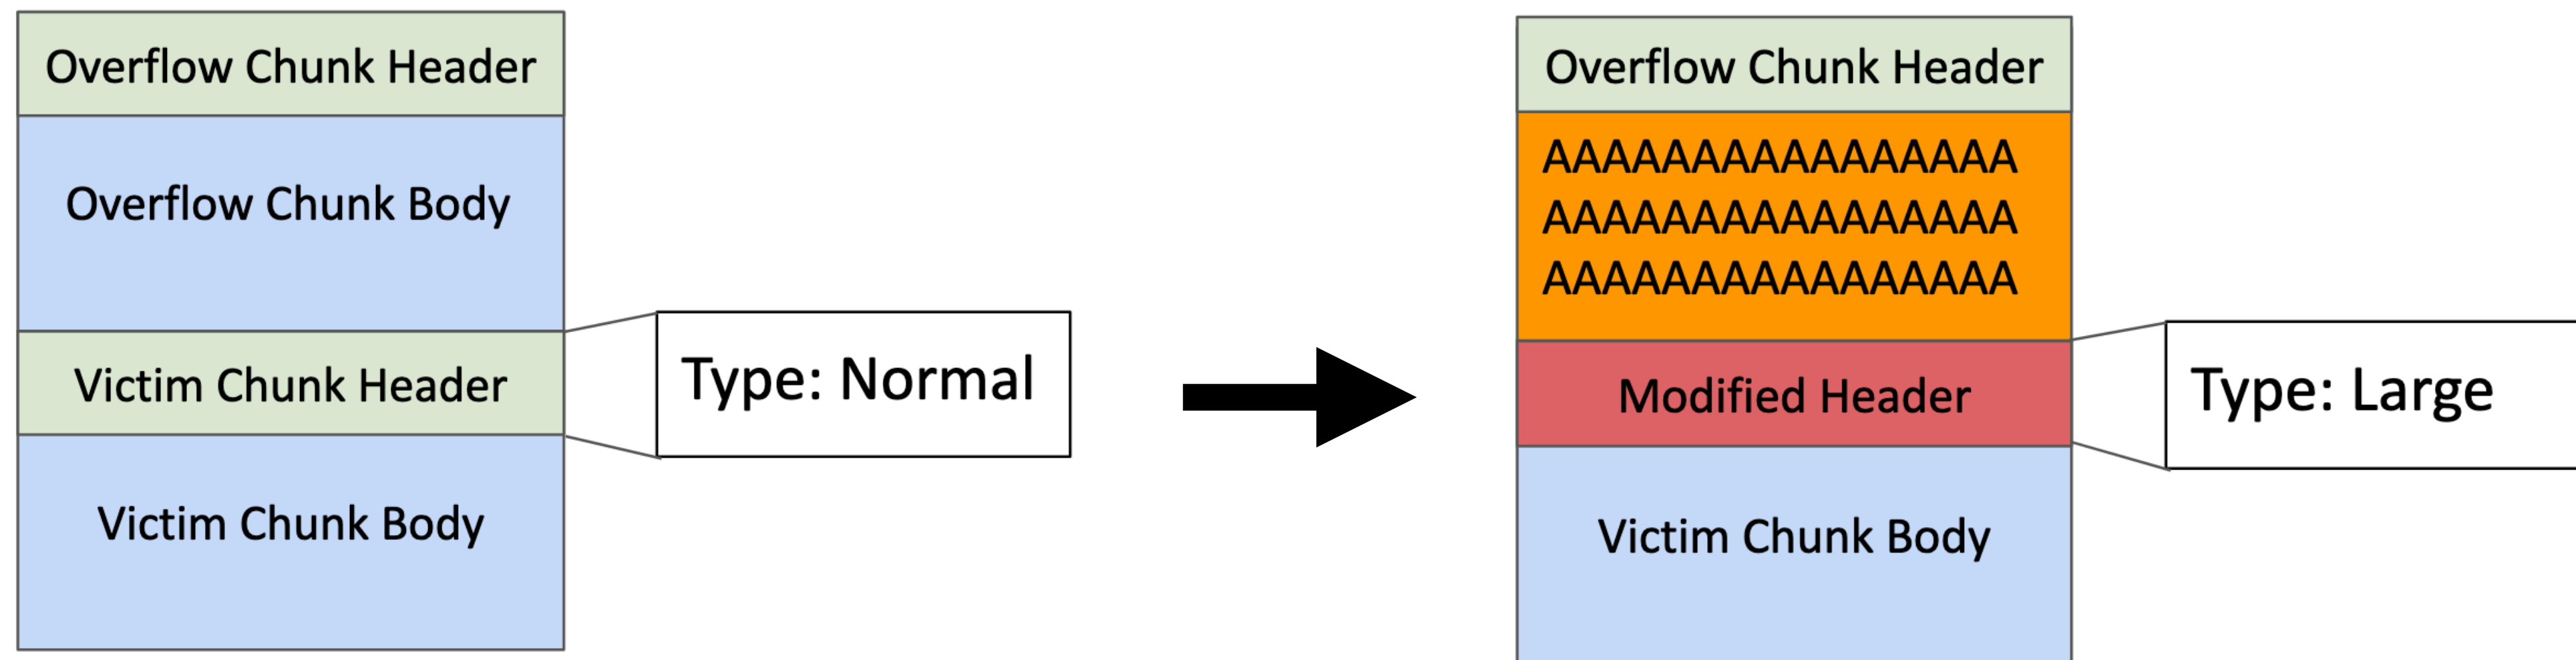 Overflow Chunk Header
Overflow Chunk Body
Victim Chunk Header
Type: Normal
Victim Chunk Body
Overflow Chunk Header
AAAAAAAAAAAAAAAA
AAAAAAAAAAAAAAAA
AAAAAAAAAAAAAAAA
Modified Header
Type: Large
Victim Chunk Body